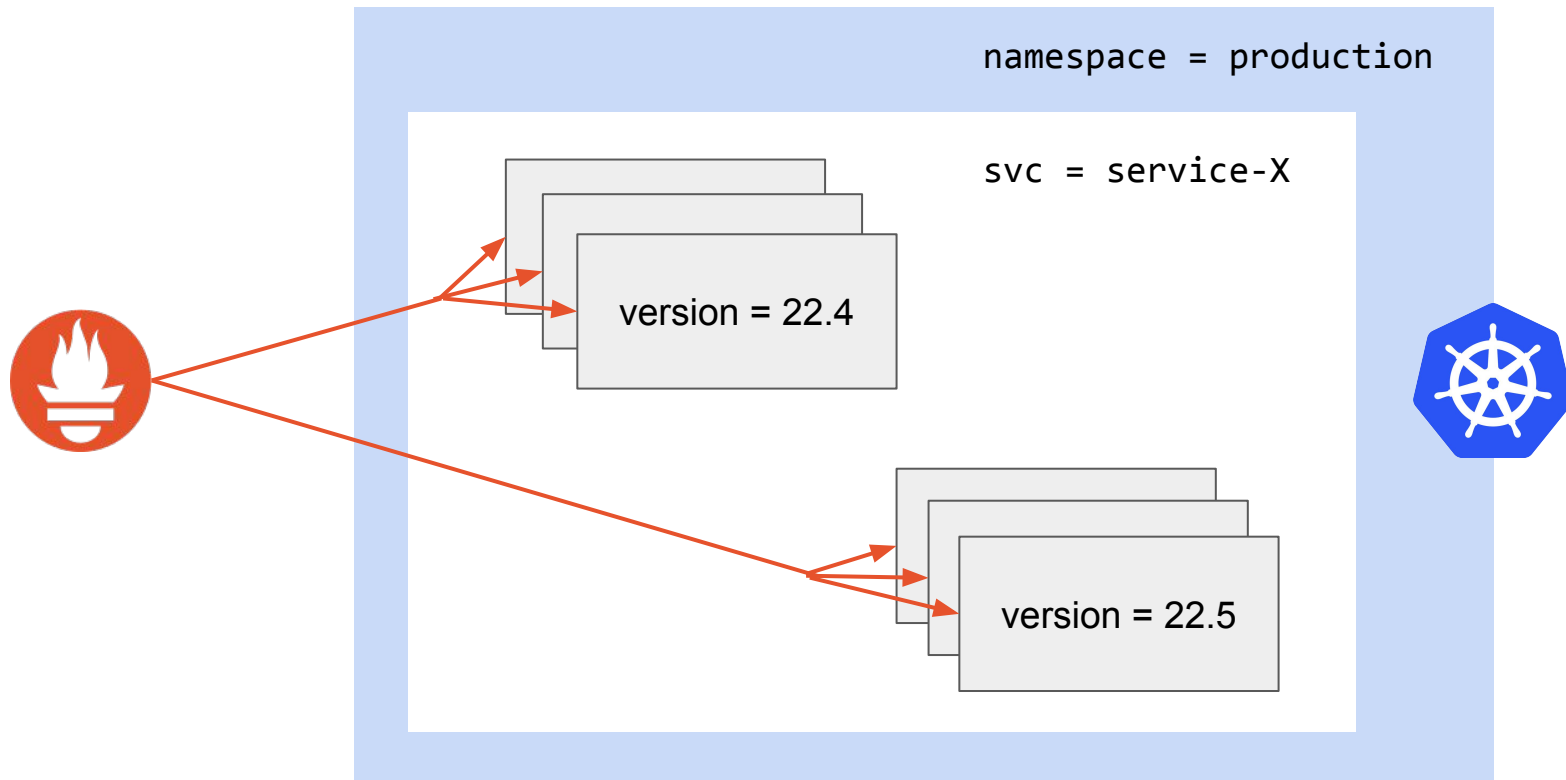 namespace = production
svc = service-X
version = 22.4
version = 22.5